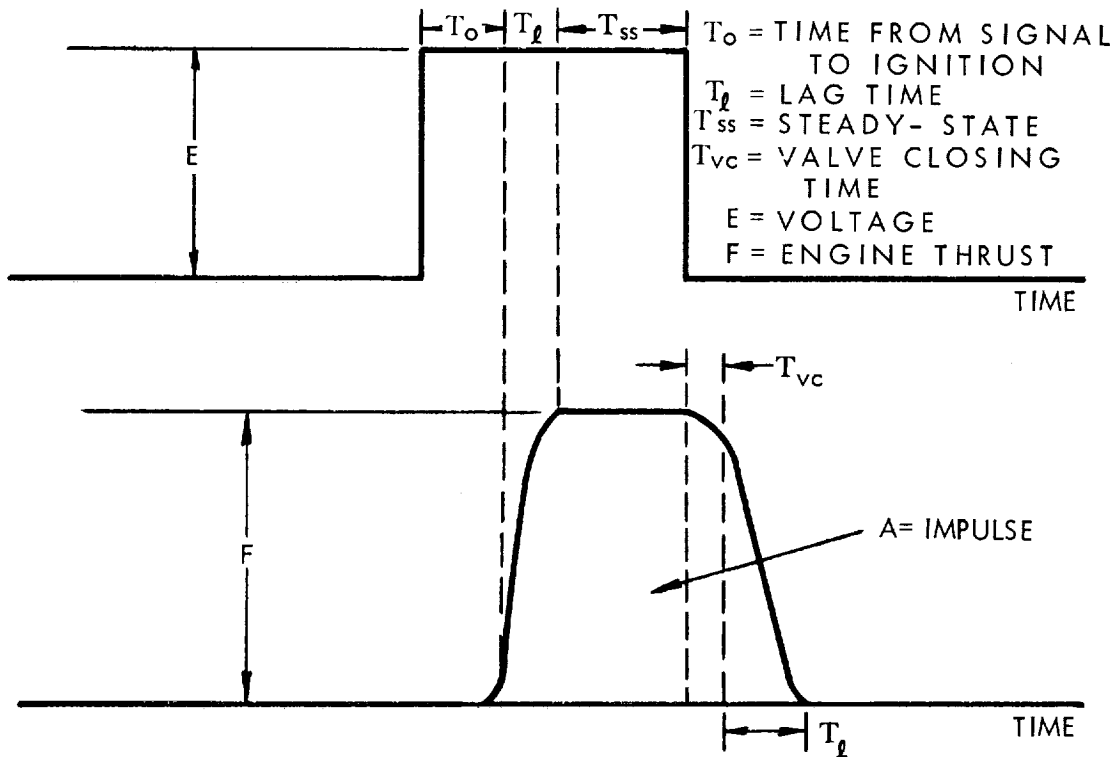 To Tℓ Tss
To = TIME FROM SIGNAL
TO IGNITION
Tℓ = LAG TIME
Tss = STEADY- STATE
Tvc = VALVE CLOSING
TIME
E = VOLTAGE
F = ENGINE THRUST
E
TIME
Tvc
A= IMPULSE
F
TIME
Tℓ